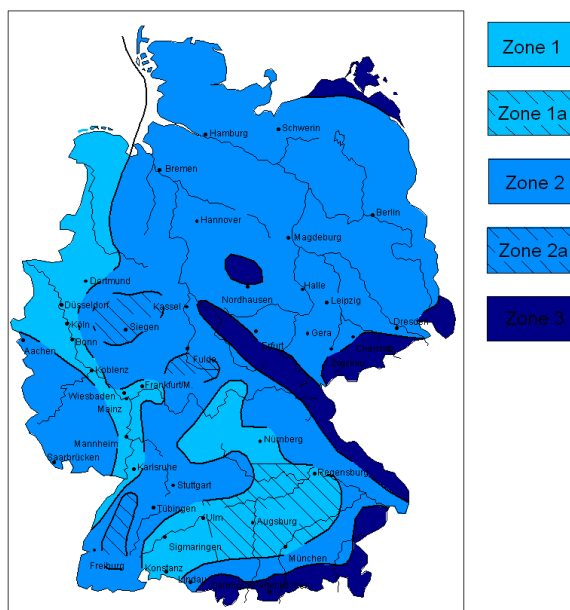 Zone 1
Zone 1a
Zone 2
Zone 2a
Zone 3
Hamburg
Schwerin
Bremen
Berlin
Hannover
Magdeburg
Dortmund
Halle
Nordhausen
Leipzig
Düsseldorf
Kassel
Köln
Siegen
Dresden
Erfurt
Gera
Bonn
Aachen
Fulda
Koblenz
Frankfurt/M.
Wiesbaden
Mainz
Mannheim
Nürnberg
Saarbrücken
Karlsruhe
Regensburg
Stuttgart
Tübingen
Ulm
Augsburg
Sigmaringen
München
Freiburg
Konstanz
Lindau